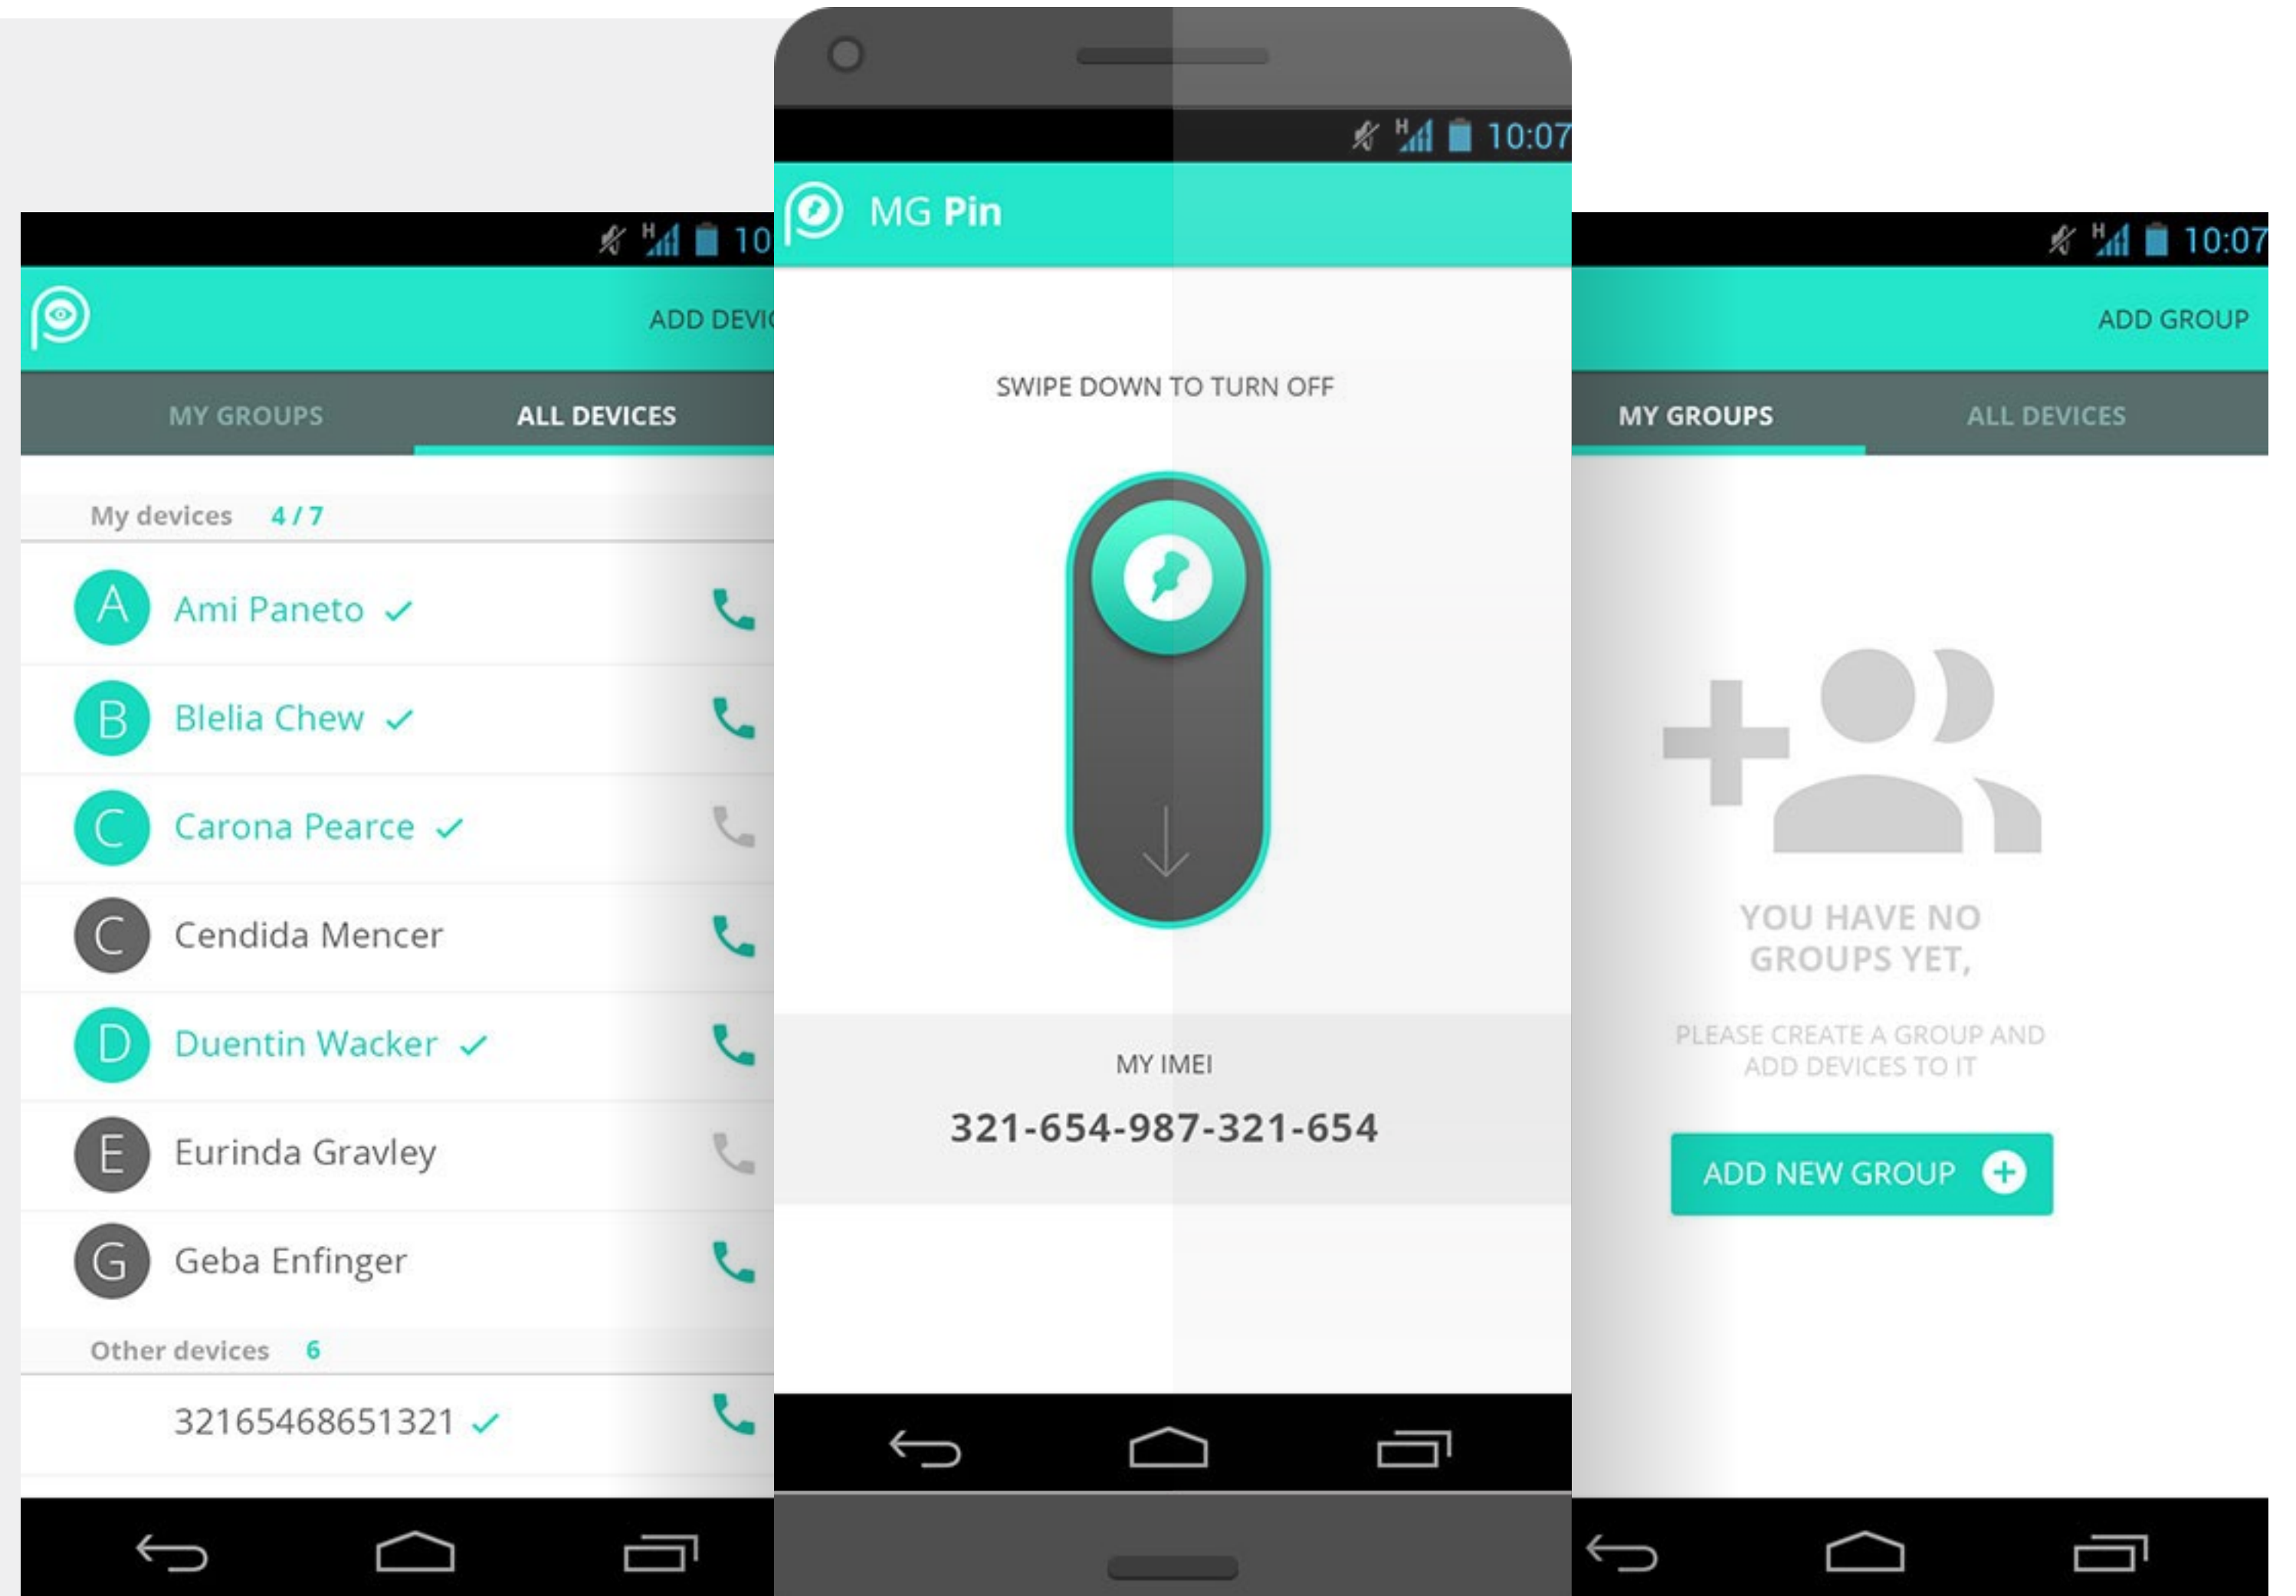 H 10
ADD DEVIC
MY GROUPS ALL DEVICES
My devices 4 / 7
A Ami Paneto
B Blelia Chew
C Carona Pearce
C Cendida Mencer
D Duentin Wacker
E Eurinda Gravley
G Geba Enfinger
Other devices 6
32165468651321
H 10:07
MG Pin
SWIPE DOWN TO TURN OFF
MY IMEI
321-654-987-321-654
H 10:07
ADD GROUP
MY GROUPS ALL DEVICES
YOU HAVE NO
GROUPS YET,
PLEASE CREATE A GROUP AND
ADD DEVICES TO IT
ADD NEW GROUP